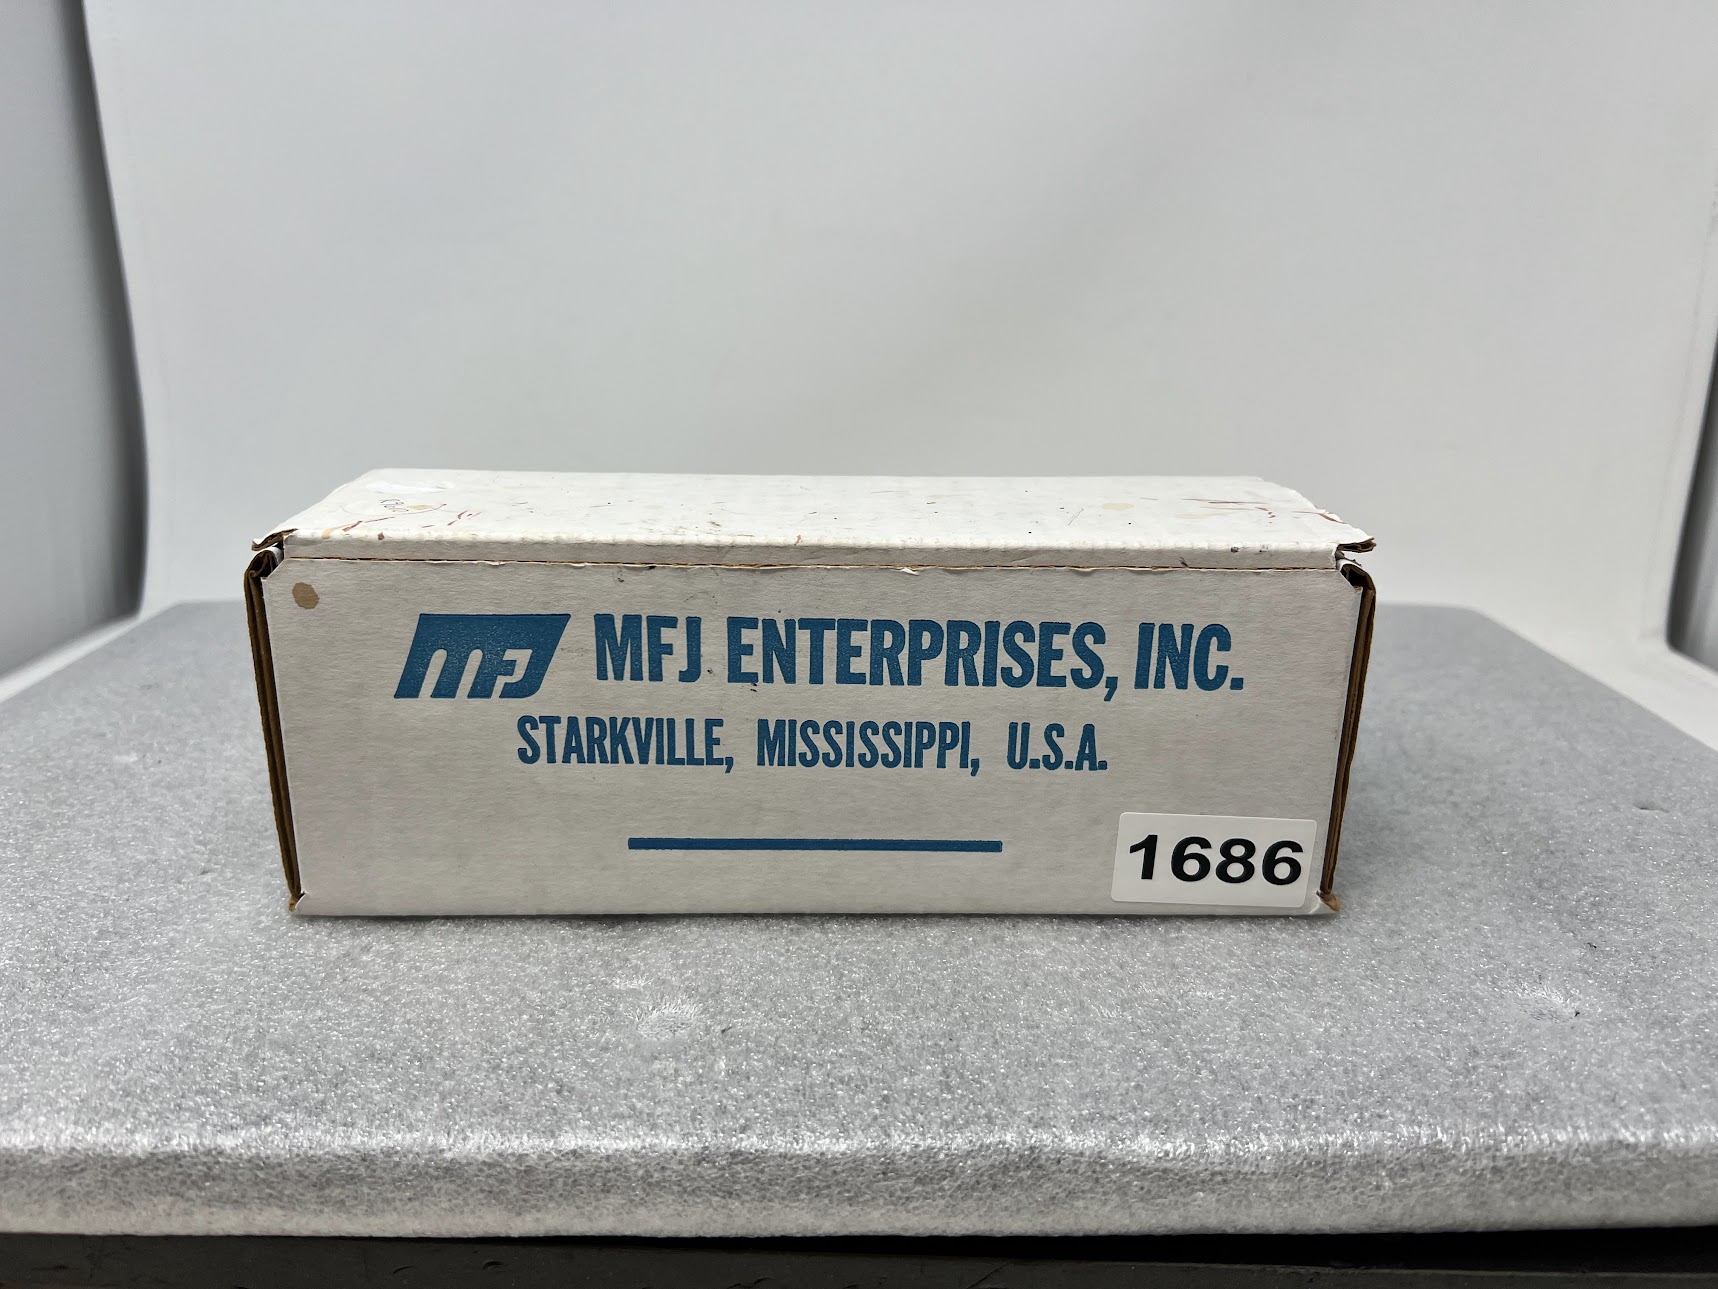 MFJ MFJ ENTERPRISES, INC.
STARKVILLE, MISSISSIPPI, U.S.A.
1686